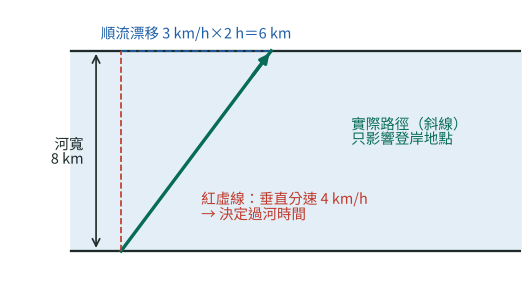 順流漂移 3 km/h×2 h＝6 km
實際路徑（斜線）
只影響登岸地點
河寬
8 km
紅虛線：垂直分速 4 km/h
→ 決定過河時間